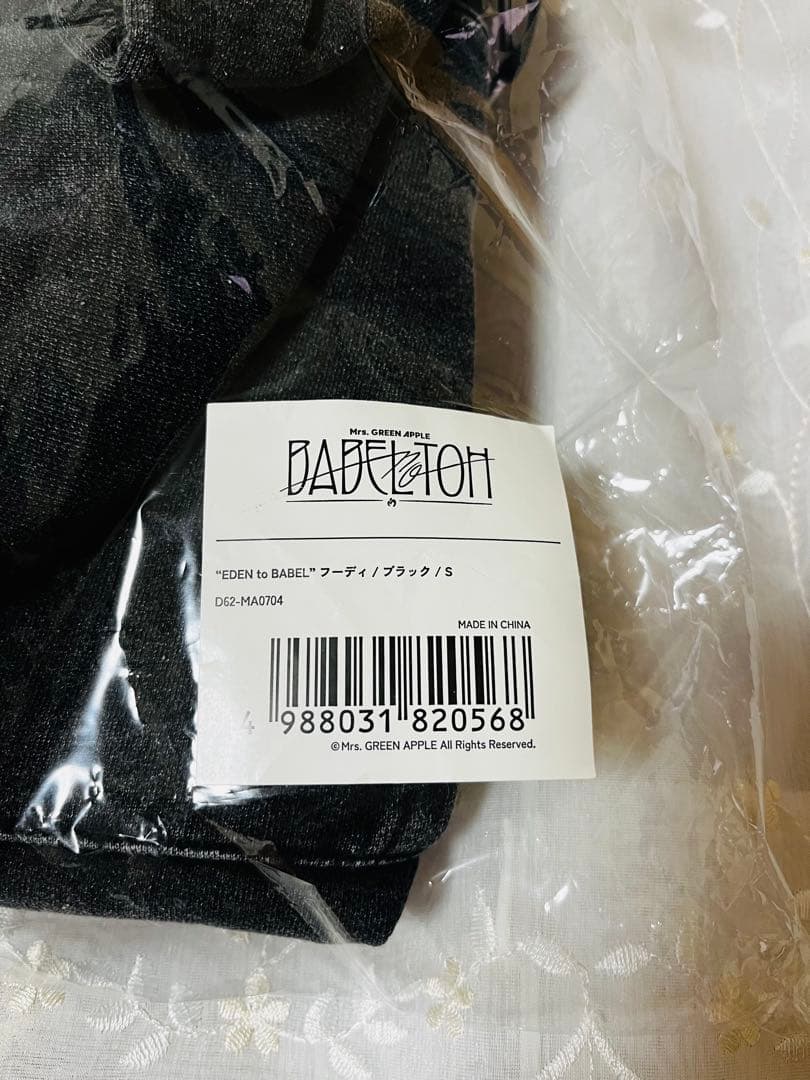 Mrs. GREEN APPLE
BABEL no TOH
“EDEN to BABEL” フーディ / ブラック / S
D62-MA0704
MADE IN CHINA
4 988031 820568
©Mrs. GREEN APPLE All Rights Reserved.